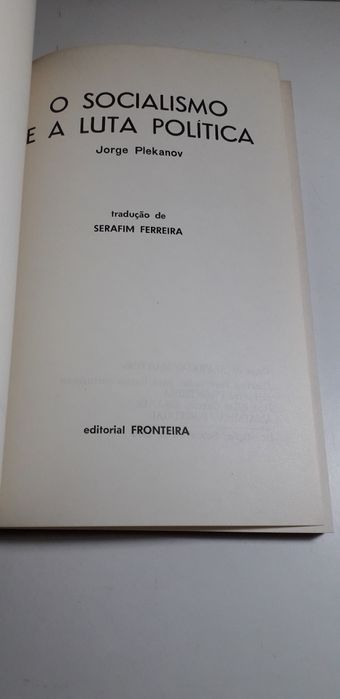 O SOCIALISMO
E A LUTA POLÍTICA
Jorge Plekanov
tradução de
SERAFIM FERREIRA
editorial FRONTEIRA